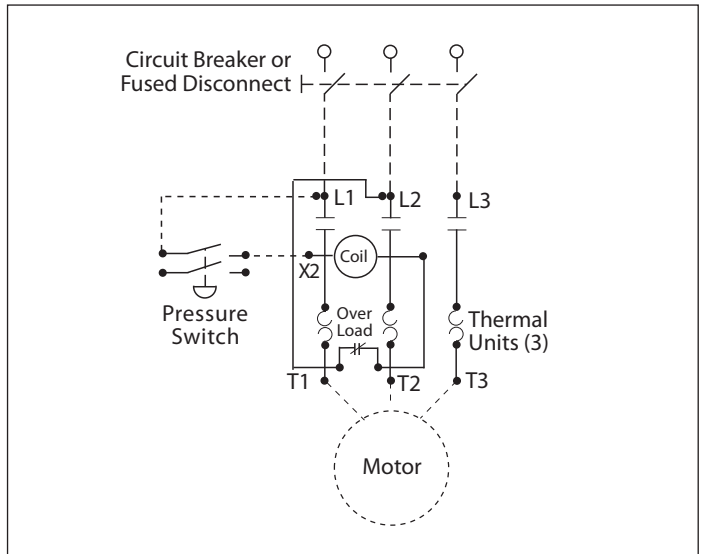 Circuit Breaker or
Fused Disconnect
L1
L2
L3
X2
Coil
Pressure
Switch
Over
Load
Thermal
Units (3)
T1
T2
T3
Motor